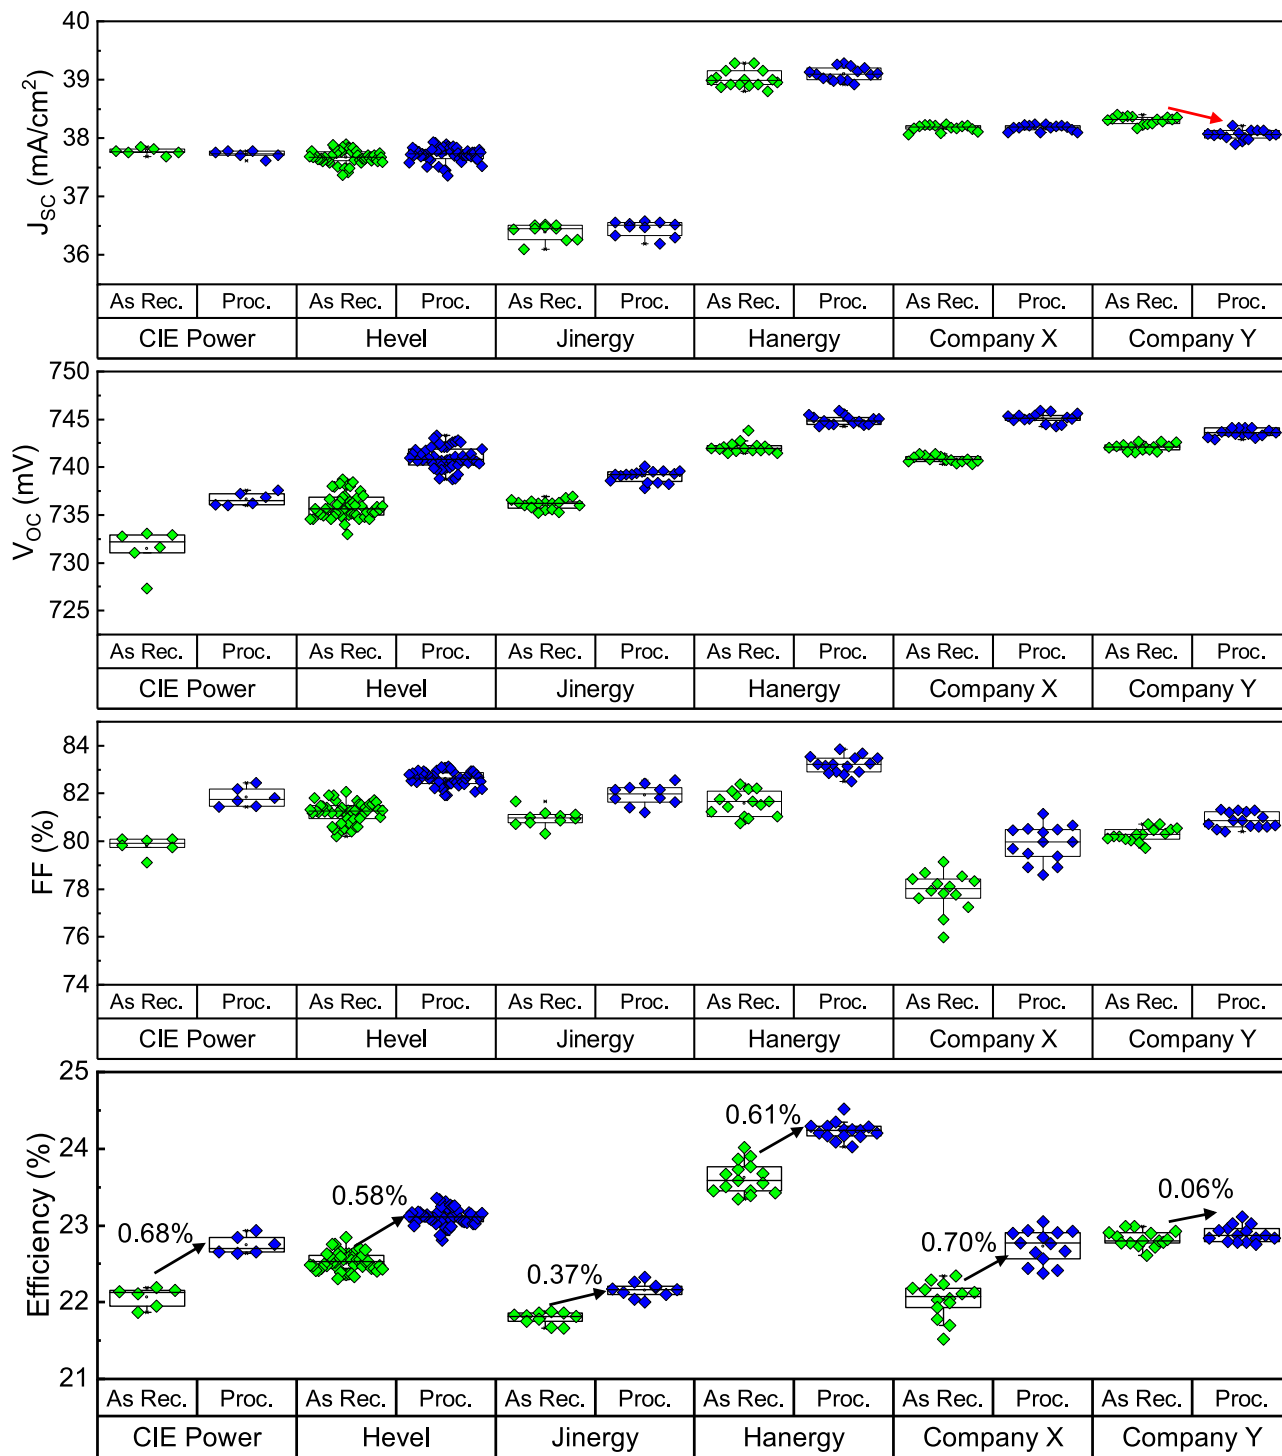 40
39
38
37
36
J_SC (mA/cm²)
As Rec. Proc. As Rec. Proc. As Rec. Proc. As Rec. Proc. As Rec. Proc. As Rec. Proc.
CIE Power Hevel Jinergy Hanergy Company X Company Y
750
745
740
735
730
725
V_OC (mV)
As Rec. Proc. As Rec. Proc. As Rec. Proc. As Rec. Proc. As Rec. Proc. As Rec. Proc.
CIE Power Hevel Jinergy Hanergy Company X Company Y
84
82
80
78
76
74
FF (%)
As Rec. Proc. As Rec. Proc. As Rec. Proc. As Rec. Proc. As Rec. Proc. As Rec. Proc.
CIE Power Hevel Jinergy Hanergy Company X Company Y
25
24
23
22
21
Efficiency (%)
0.68%
0.58%
0.37%
0.61%
0.70%
0.06%
As Rec. Proc. As Rec. Proc. As Rec. Proc. As Rec. Proc. As Rec. Proc. As Rec. Proc.
CIE Power Hevel Jinergy Hanergy Company X Company Y